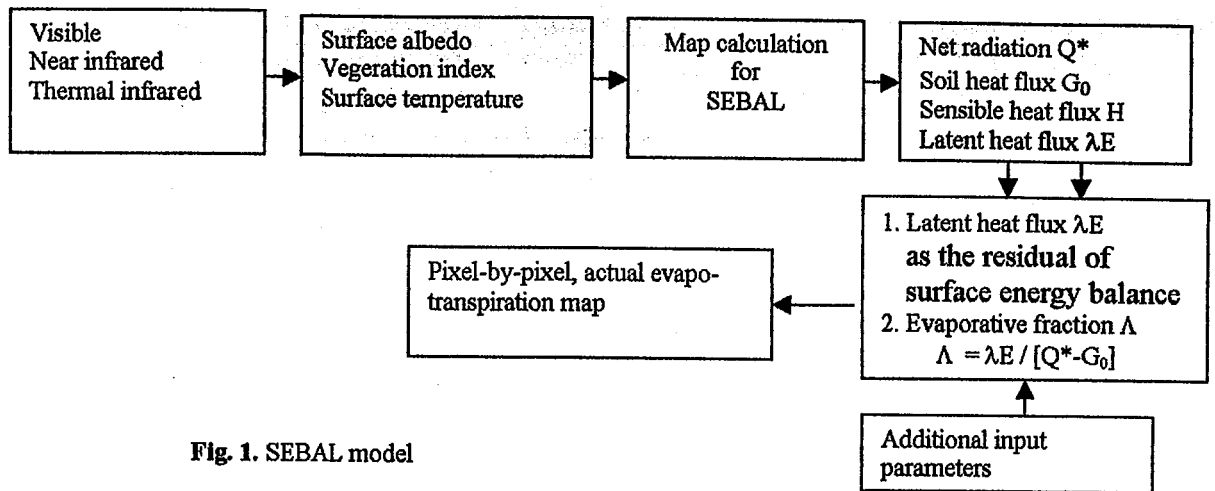 Visible
Near infrared
Thermal infrared
Surface albedo
Vegeration index
Surface temperature
Map calculation
for
SEBAL
Net radiation Q*
Soil heat flux G₀
Sensible heat flux H
Latent heat flux λE
1. Latent heat flux λE
as the residual of
surface energy balance
2. Evaporative fraction Λ
Λ = λE / [Q*-G₀]
Pixel-by-pixel, actual evapo-
transpiration map
Additional input
parameters
Fig. 1. SEBAL model